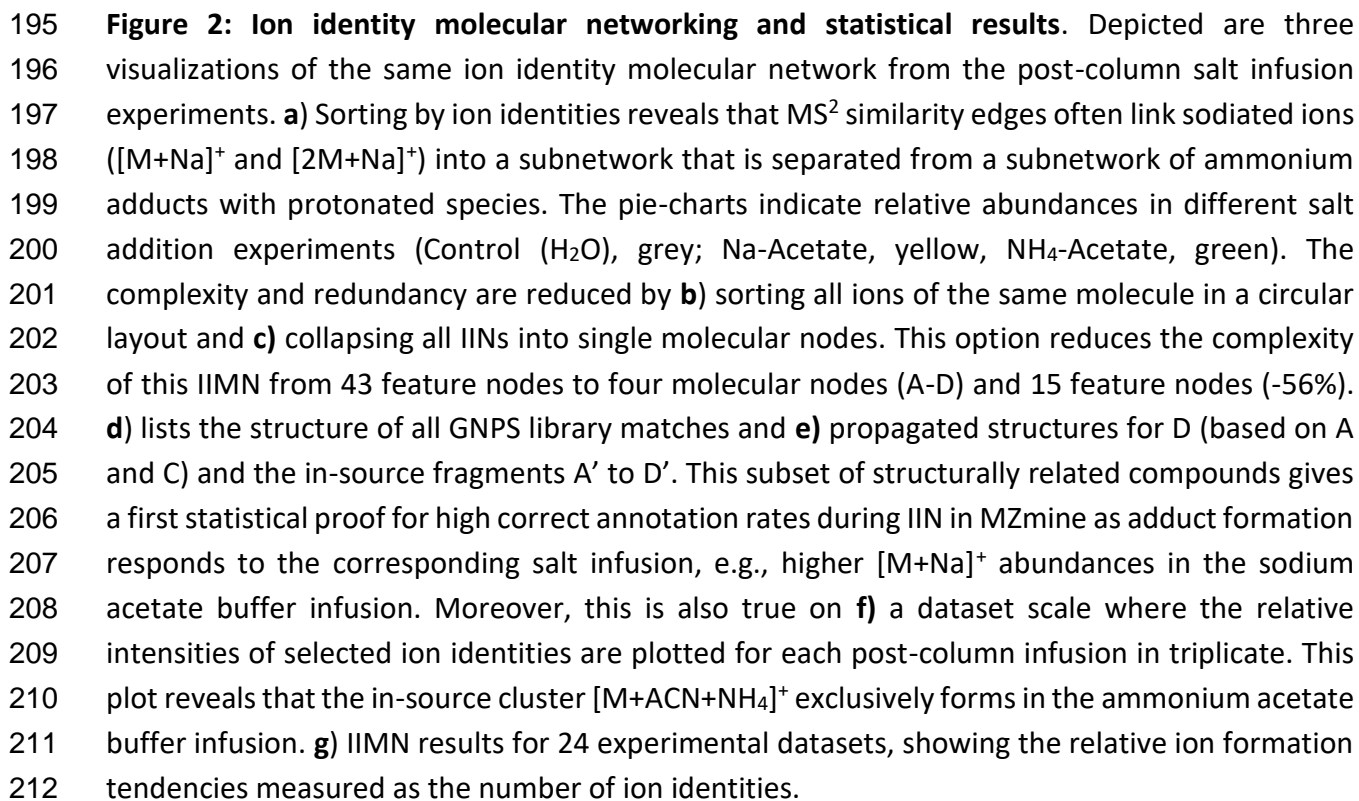 195 Figure 2: Ion identity molecular networking and statistical results. Depicted are three
196 visualizations of the same ion identity molecular network from the post-column salt infusion
197 experiments. a) Sorting by ion identities reveals that MS² similarity edges often link sodiated ions
198 ([M+Na]⁺ and [2M+Na]⁺) into a subnetwork that is separated from a subnetwork of ammonium
199 adducts with protonated species. The pie-charts indicate relative abundances in different salt
200 addition experiments (Control (H₂O), grey; Na-Acetate, yellow, NH₄-Acetate, green). The
201 complexity and redundancy are reduced by b) sorting all ions of the same molecule in a circular
202 layout and c) collapsing all IINs into single molecular nodes. This option reduces the complexity
203 of this IIMN from 43 feature nodes to four molecular nodes (A-D) and 15 feature nodes (-56%).
204 d) lists the structure of all GNPS library matches and e) propagated structures for D (based on A
205 and C) and the in-source fragments A’ to D’. This subset of structurally related compounds gives
206 a first statistical proof for high correct annotation rates during IIN in MZmine as adduct formation
207 responds to the corresponding salt infusion, e.g., higher [M+Na]⁺ abundances in the sodium
208 acetate buffer infusion. Moreover, this is also true on f) a dataset scale where the relative
209 intensities of selected ion identities are plotted for each post-column infusion in triplicate. This
210 plot reveals that the in-source cluster [M+ACN+NH₄]⁺ exclusively forms in the ammonium acetate
211 buffer infusion. g) IIMN results for 24 experimental datasets, showing the relative ion formation
212 tendencies measured as the number of ion identities.